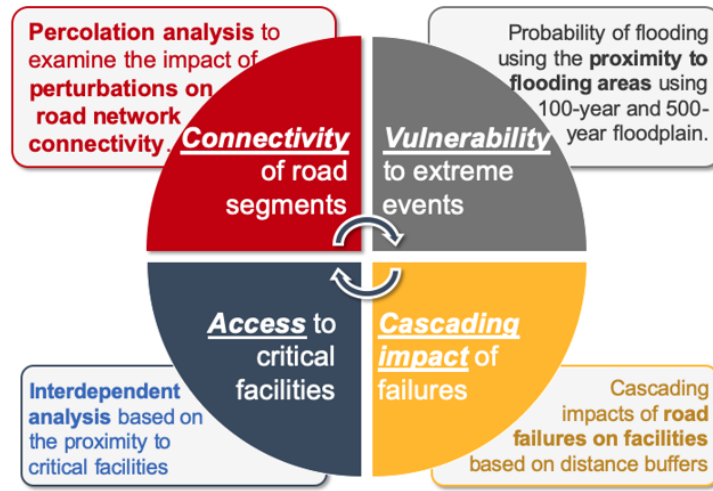 Percolation analysis to
examine the impact of
perturbations on
road network
connectivity.
Connectivity
of road
segments
Probability of flooding
using the proximity to
flooding areas using
100-year and 500-
year floodplain.
Vulnerability
to extreme
events
Access to
critical
facilities
Interdependent
analysis based on
the proximity to
critical facilities
Cascading
impact of
failures
Cascading
impacts of road
failures on facilities
based on distance buffers